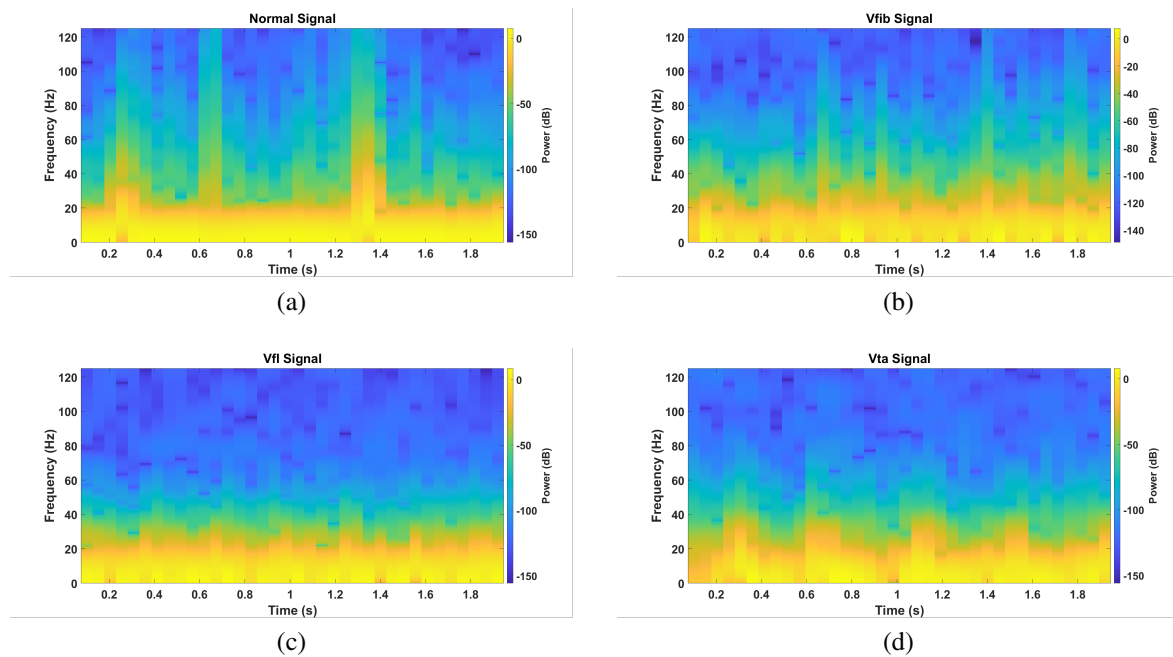 Normal Signal
120
100
80
60
40
20
0
Frequency (Hz)
0.2 0.4 0.6 0.8 1 1.2 1.4 1.6 1.8
Time (s)
0
-50
-100
-150
Power (dB)
(a)
Vfib Signal
120
100
80
60
40
20
0
Frequency (Hz)
0.2 0.4 0.6 0.8 1 1.2 1.4 1.6 1.8
Time (s)
0
-20
-40
-60
-80
-100
-120
-140
Power (dB)
(b)
Vfl Signal
120
100
80
60
40
20
0
Frequency (Hz)
0.2 0.4 0.6 0.8 1 1.2 1.4 1.6 1.8
Time (s)
0
-50
-100
-150
Power (dB)
(c)
Vta Signal
120
100
80
60
40
20
0
Frequency (Hz)
0.2 0.4 0.6 0.8 1 1.2 1.4 1.6 1.8
Time (s)
0
-50
-100
-150
Power (dB)
(d)